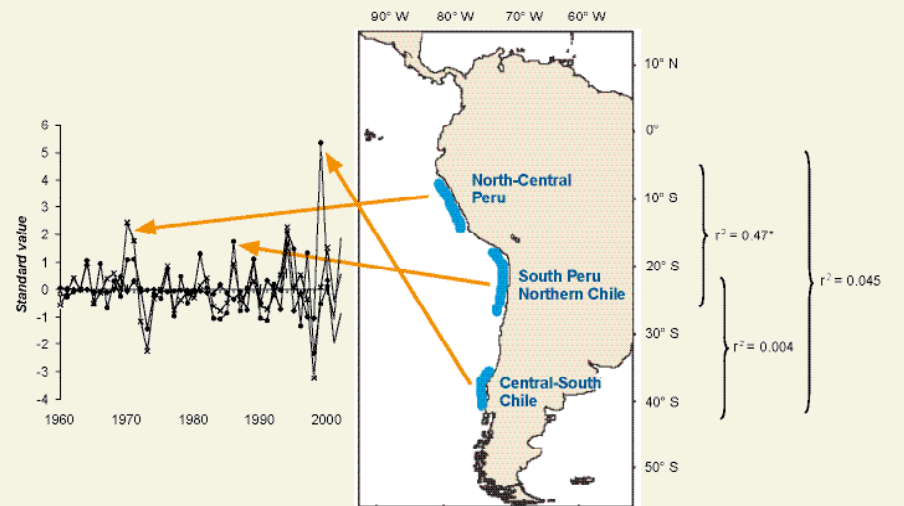 90° W 80° W 70° W 60° W
10° N
0°
10° S
20° S
30° S
40° S
50° S
6
5
4
3
2
1
0
-1
-2
-3
-4
Standard value
1960 1970 1980 1990 2000
North-Central
Peru
South Peru
Northern Chile
Central-South
Chile
r² = 0.47*
r² = 0.004
r² = 0.045